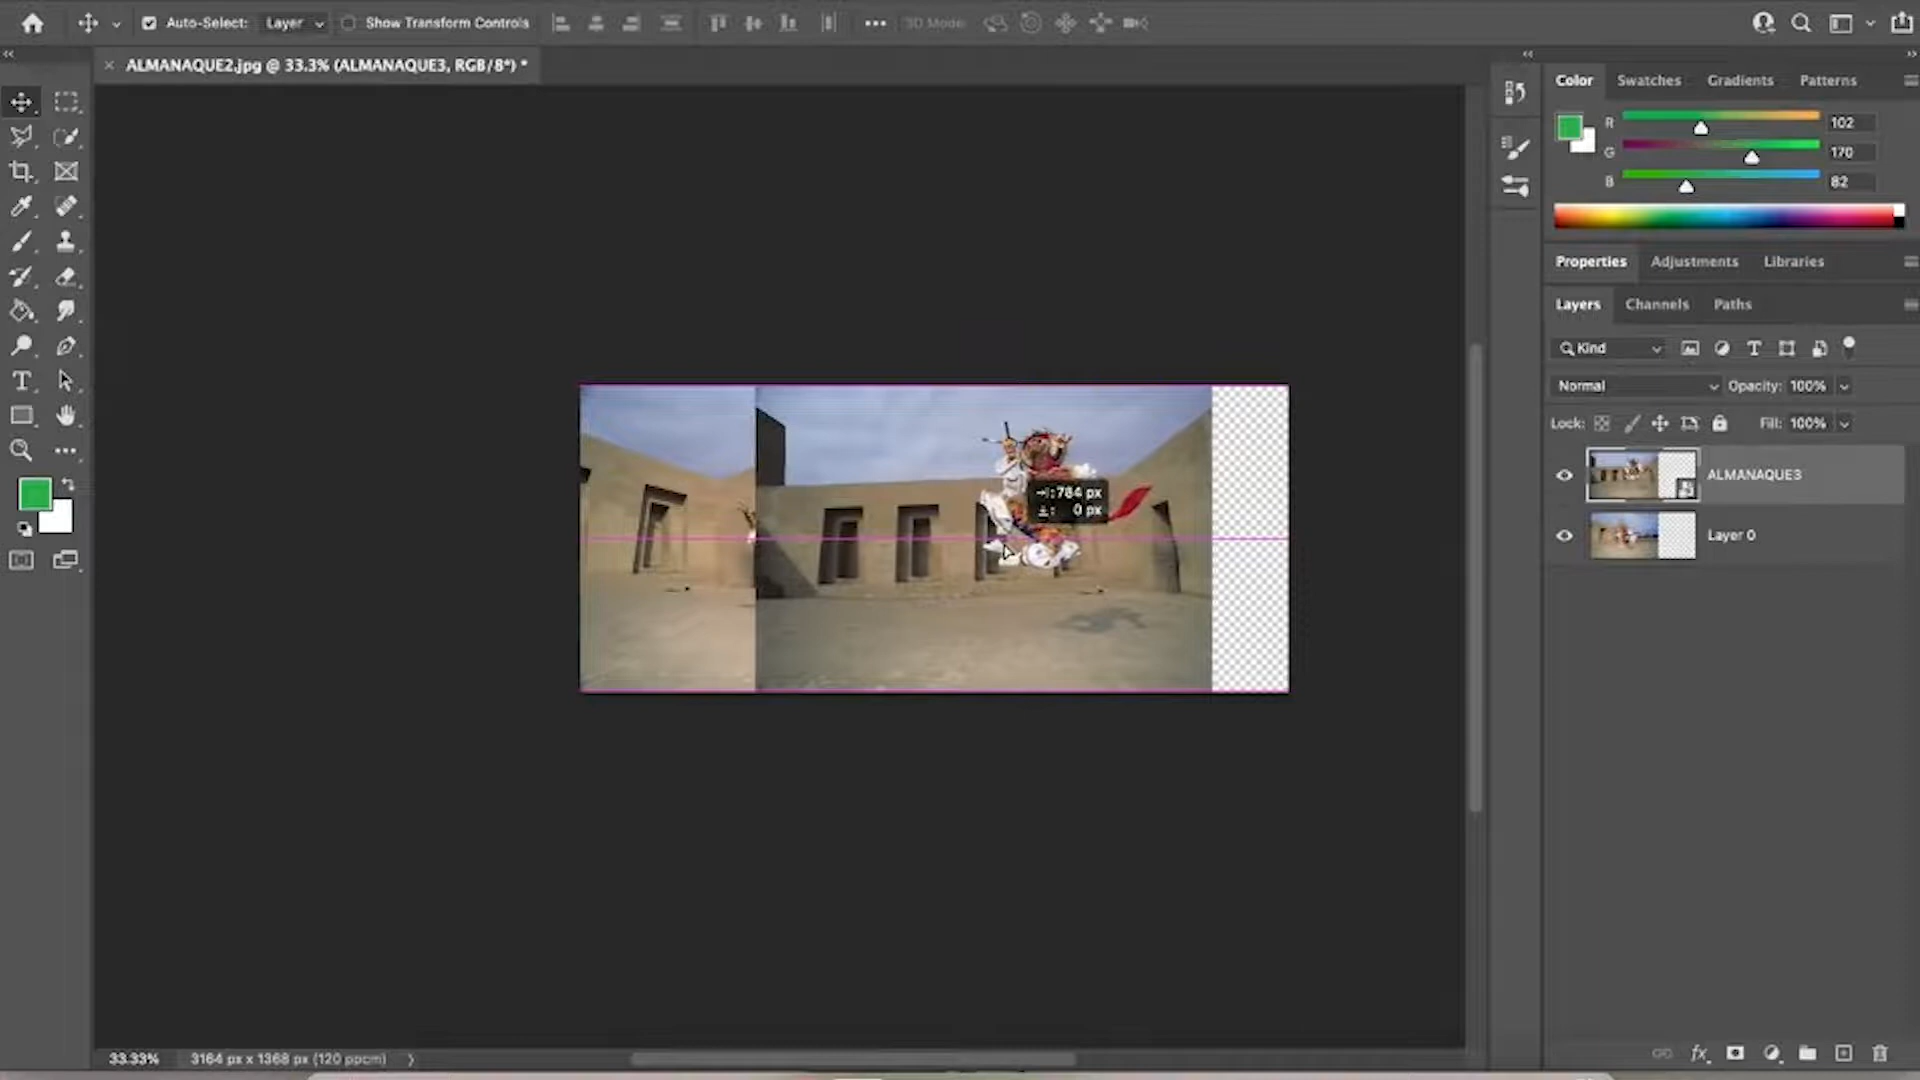 Auto-Select: Layer Show Transform Controls 3D Mode:
ALMANAQUE2.jpg @ 33.3% (ALMANAQUE3, RGB/8*) *
Color Swatches Gradients Patterns
R 102
G 170
B 82
Properties Adjustments Libraries
Layers Channels Paths
Kind
Normal Opacity: 100%
Lock: Fill: 100%
ALMANAQUE3
Layer 0
784 px
0 px
33.33% 3164 px x 1368 px (120 ppcm)
fx